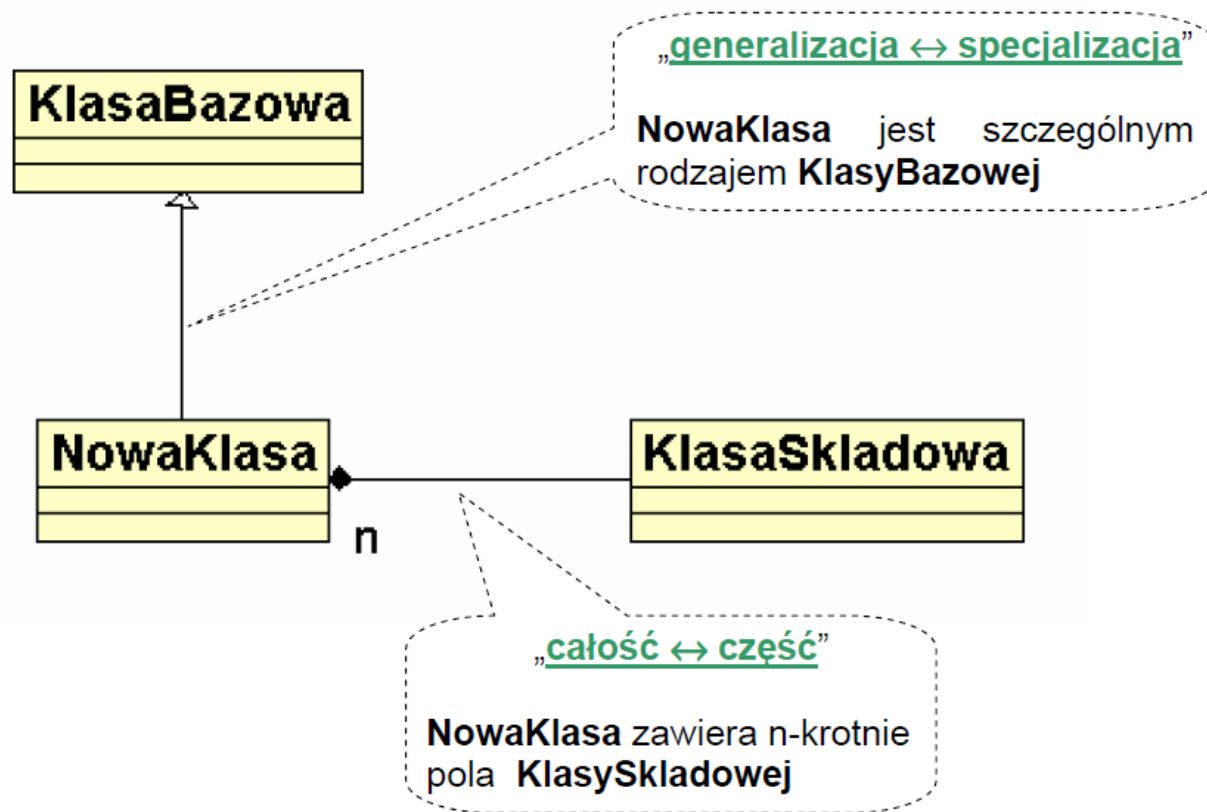 „generalizacja ↔ specjalizacja”
KlasaBazowa
NowaKlasa jest szczególnym
rodzajem KlasyBazowej
NowaKlasa
KlasaSkladowa
n
„całość ↔ część”
NowaKlasa zawiera n-krotnie
pola KlasySkladowej